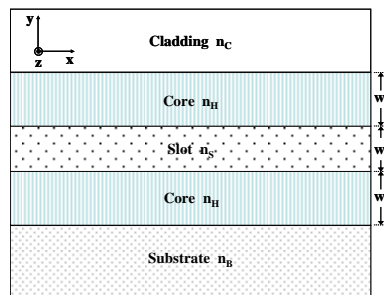 y
z x
Cladding n_C
Core n_H
w
Slot n_S
w
Core n_H
w
Substrate n_B